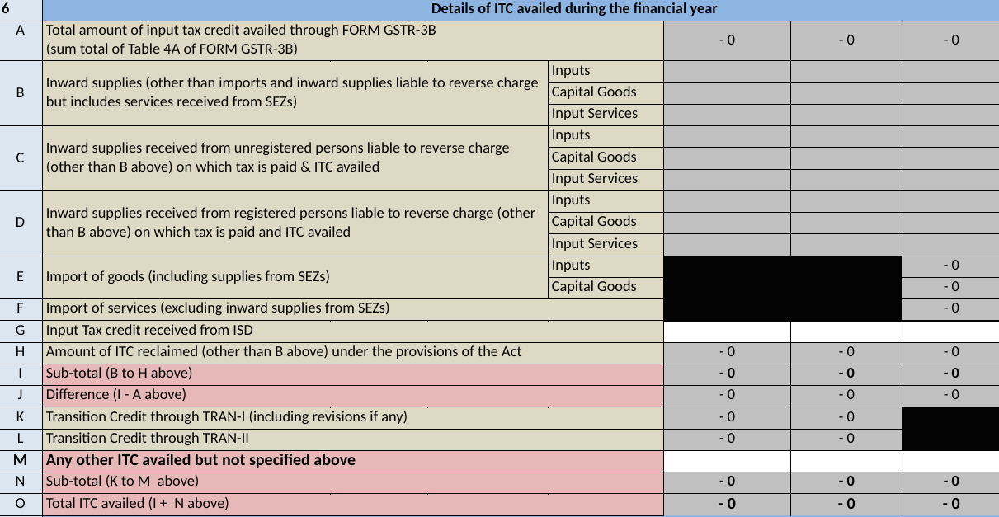 6 Details of ITC availed during the financial year
A Total amount of input tax credit availed through FORM GSTR-3B
(sum total of Table 4A of FORM GSTR-3B) - 0 - 0 - 0
Inputs
B Inward supplies (other than imports and inward supplies liable to reverse charge
but includes services received from SEZs) Capital Goods
Input Services
Inputs
C Inward supplies received from unregistered persons liable to reverse charge
(other than B above) on which tax is paid & ITC availed Capital Goods
Input Services
Inputs
D Inward supplies received from registered persons liable to reverse charge (other
than B above) on which tax is paid and ITC availed Capital Goods
Input Services
E Import of goods (including supplies from SEZs) Inputs - 0
Capital Goods - 0
F Import of services (excluding inward supplies from SEZs) - 0
G Input Tax credit received from ISD
H Amount of ITC reclaimed (other than B above) under the provisions of the Act - 0 - 0 - 0
I Sub-total (B to H above) - 0 - 0 - 0
J Difference (I - A above) - 0 - 0 - 0
K Transition Credit through TRAN-I (including revisions if any) - 0 - 0
L Transition Credit through TRAN-II - 0 - 0
M Any other ITC availed but not specified above
N Sub-total (K to M above) - 0 - 0 - 0
O Total ITC availed (I + N above) - 0 - 0 - 0